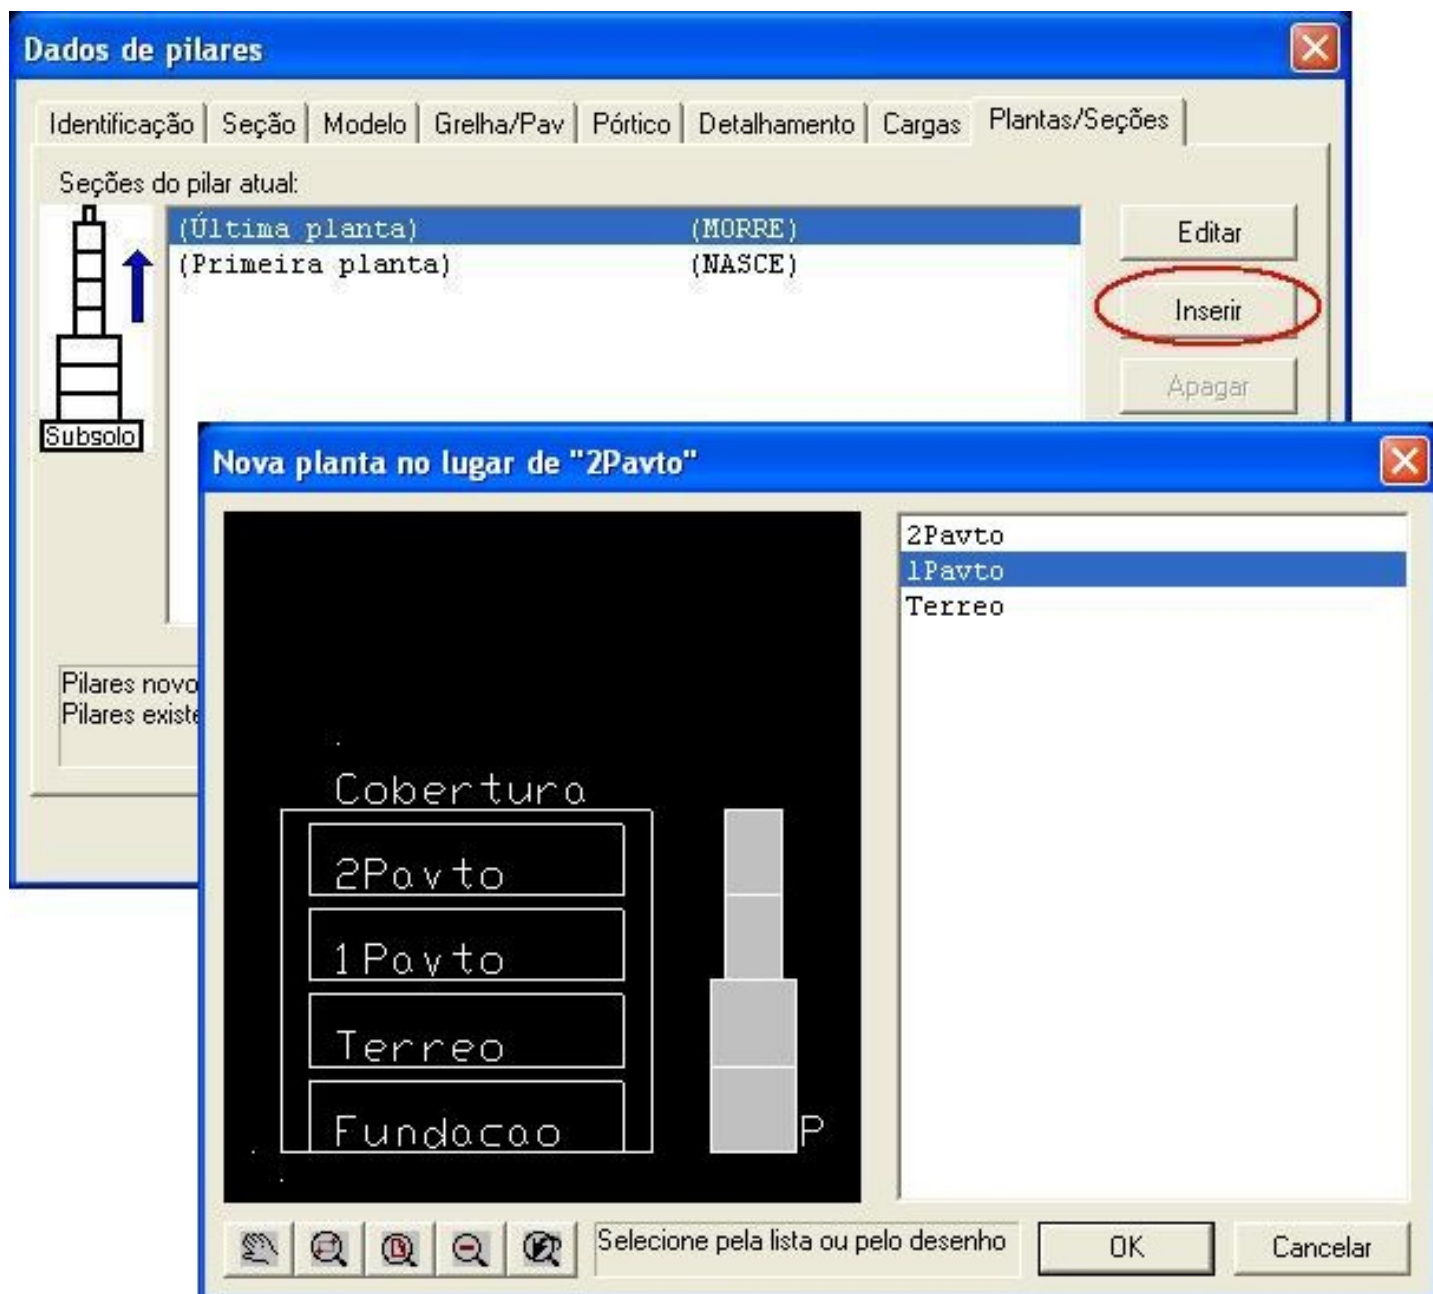 Dados de pilares
Identificação Seção Modelo Grelha/Pav Pórtico Detalhamento Cargas Plantas/Seções
Seções do pilar atual:
(Última planta) (MORRE)
(Primeira planta) (NASCE)
Editar
Inserir
Apagar
Subsolo
Pilares novo
Pilares existe
Nova planta no lugar de "2Pavto"
Cobertura
2Pavto
1Pavto
Terreo
Fundacao
P
2Pavto
1Pavto
Terreo
Selecione pela lista ou pelo desenho
OK
Cancelar